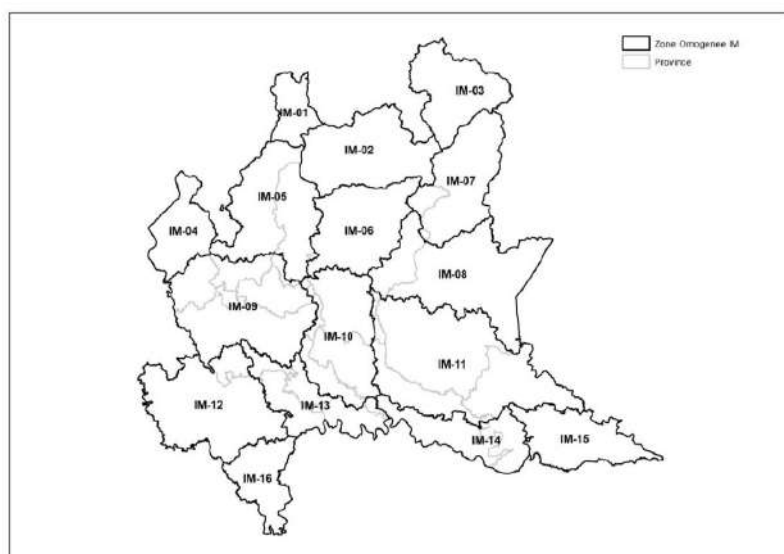 Zone Omogenee IM
Province
IM-03
IM-01
IM-02
IM-07
IM-05
IM-04
IM-06
IM-08
IM-09
IM-10
IM-11
IM-12
IM-13
IM-14
IM-15
IM-16